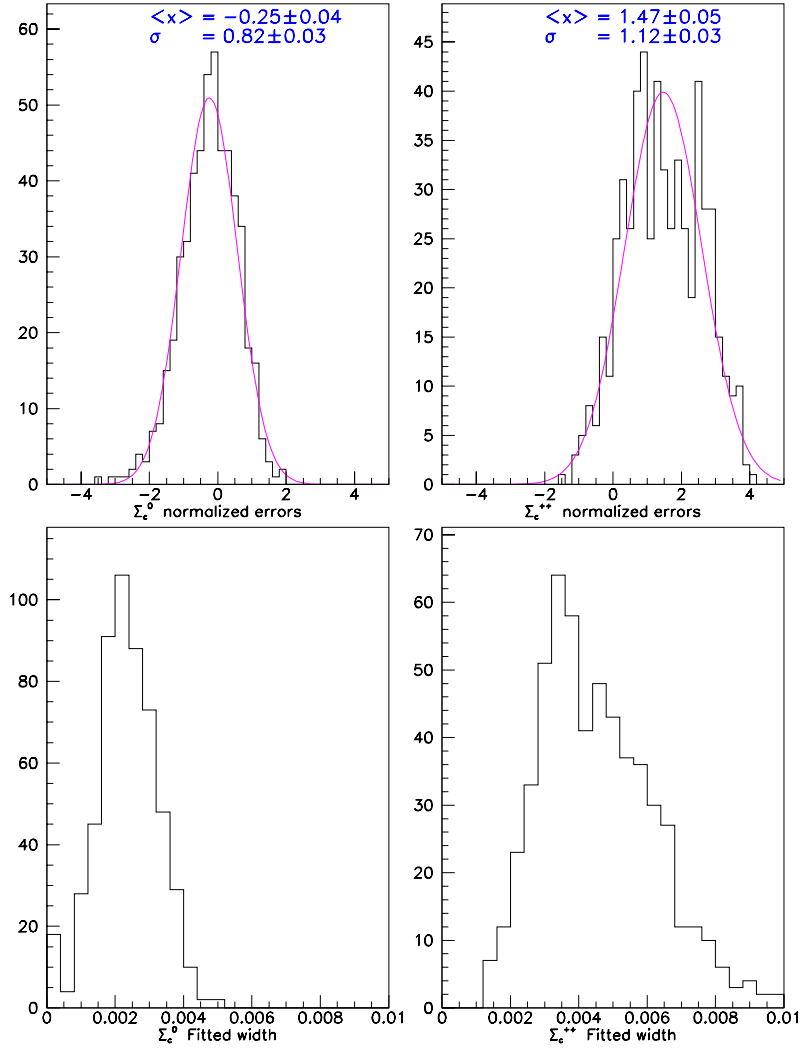 <x> = −0.25±0.04
σ = 0.82±0.03
60
50
40
30
20
10
0
−4 −2 0 2 4
Σc⁰ normalized errors
<x> = 1.47±0.05
σ = 1.12±0.03
45
40
35
30
25
20
15
10
5
0
−4 −2 0 2 4
Σc⁺⁺ normalized errors
100
80
60
40
20
0
0 0.002 0.004 0.006 0.008 0.01
Σc⁰ Fitted width
70
60
50
40
30
20
10
0
0 0.002 0.004 0.006 0.008 0.01
Σc⁺⁺ Fitted width